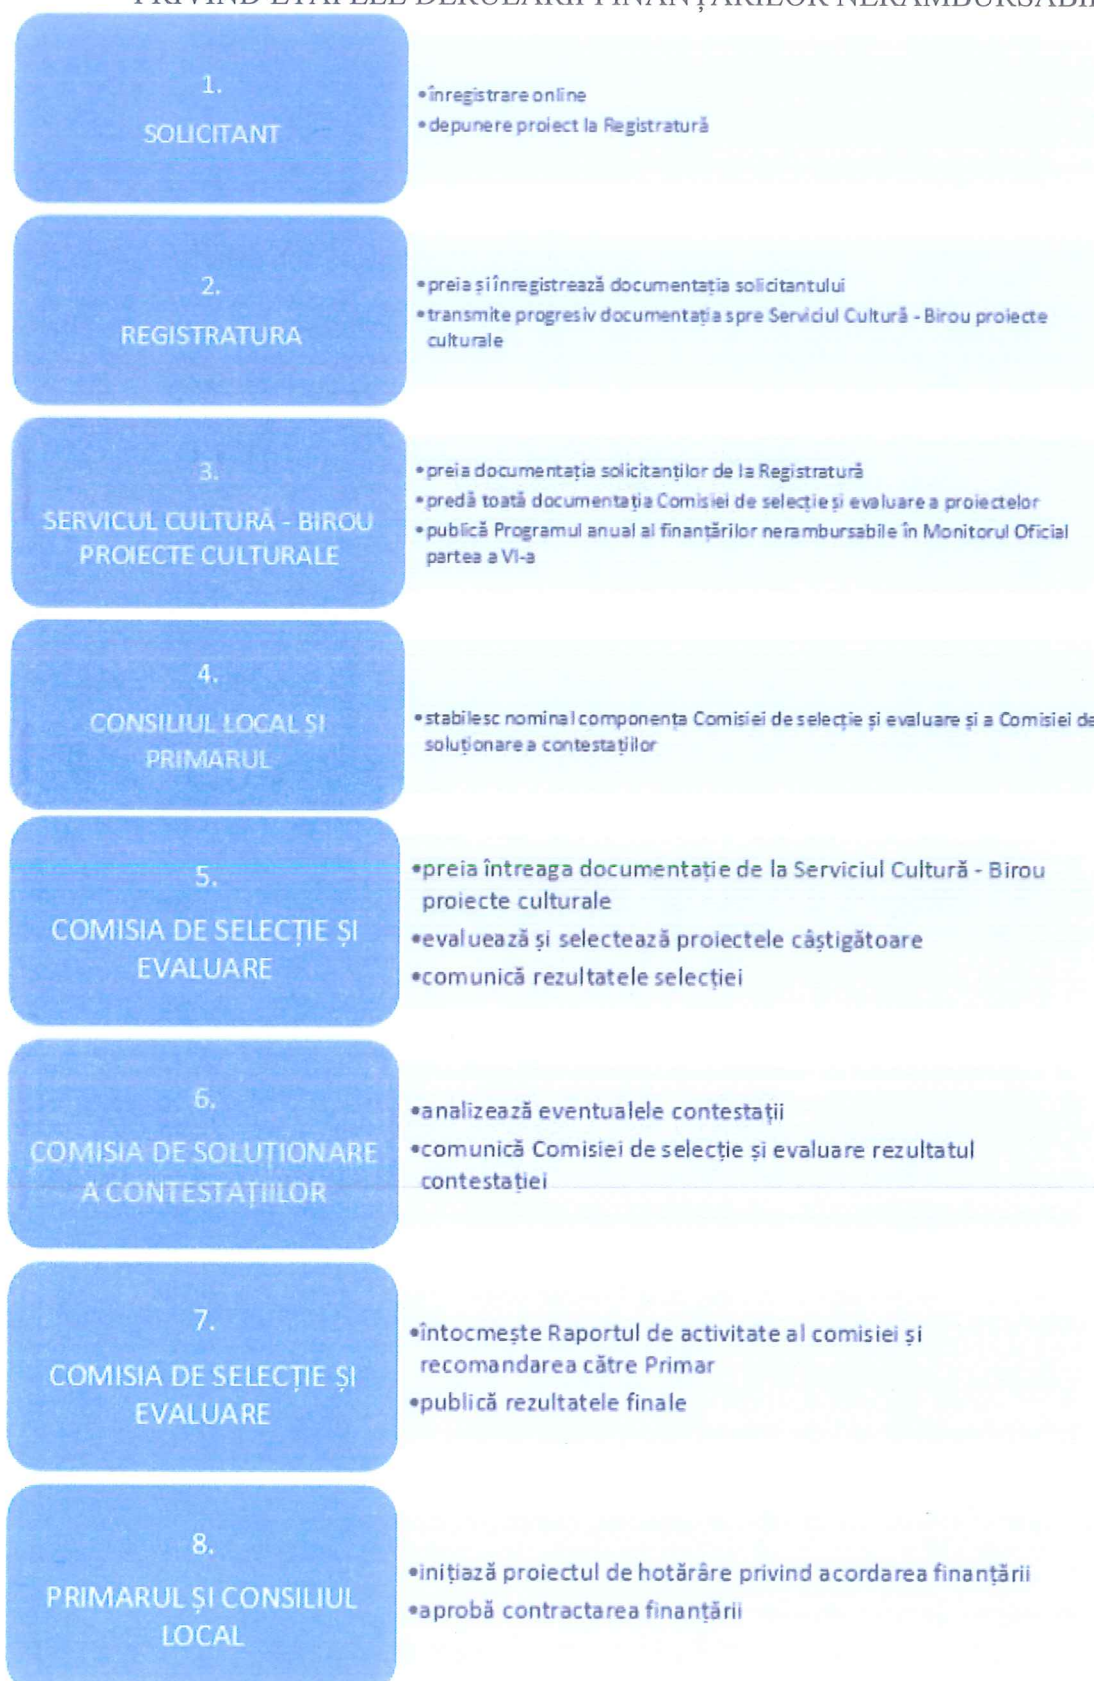 PRIVIND ETAPELE DERULĂRII FINANȚĂRILOR NERAMBURSABI
1.
SOLICITANT
•înregistrare online
•depunere proiect la Registratură
2.
REGISTRATURA
•preia și înregistrează documentația solicitantului
•transmite progresiv documentația spre Serviciul Cultură - Birou proiecte
culturale
3.
SERVICUL CULTURĂ - BIROU
PROIECTE CULTURALE
•preia documentația solicitanților de la Registratură
•predă toată documentația Comisiei de selecție și evaluare a proiectelor
•publică Programul anual al finanțărilor nerambursabile în Monitorul Oficial
partea a VI-a
4.
CONSILIUL LOCAL ȘI
PRIMARUL
•stabilesc nominal componența Comisiei de selecție și evaluare și a Comisiei de
soluționare a contestațiilor
5.
COMISIA DE SELECȚIE ȘI
EVALUARE
•preia întreaga documentație de la Serviciul Cultură - Birou
proiecte culturale
•evaluează și selectează proiectele câștigătoare
•comunică rezultatele selecției
6.
COMISIA DE SOLUȚIONARE
A CONTESTAȚIILOR
•analizează eventualele contestații
•comunică Comisiei de selecție și evaluare rezultatul
contestației
7.
COMISIA DE SELECȚIE ȘI
EVALUARE
•întocmește Raportul de activitate al comisiei și
recomandarea către Primar
•publică rezultatele finale
8.
PRIMARUL ȘI CONSILIUL
LOCAL
•inițiază proiectul de hotărâre privind acordarea finanțării
•aprobă contractarea finanțării